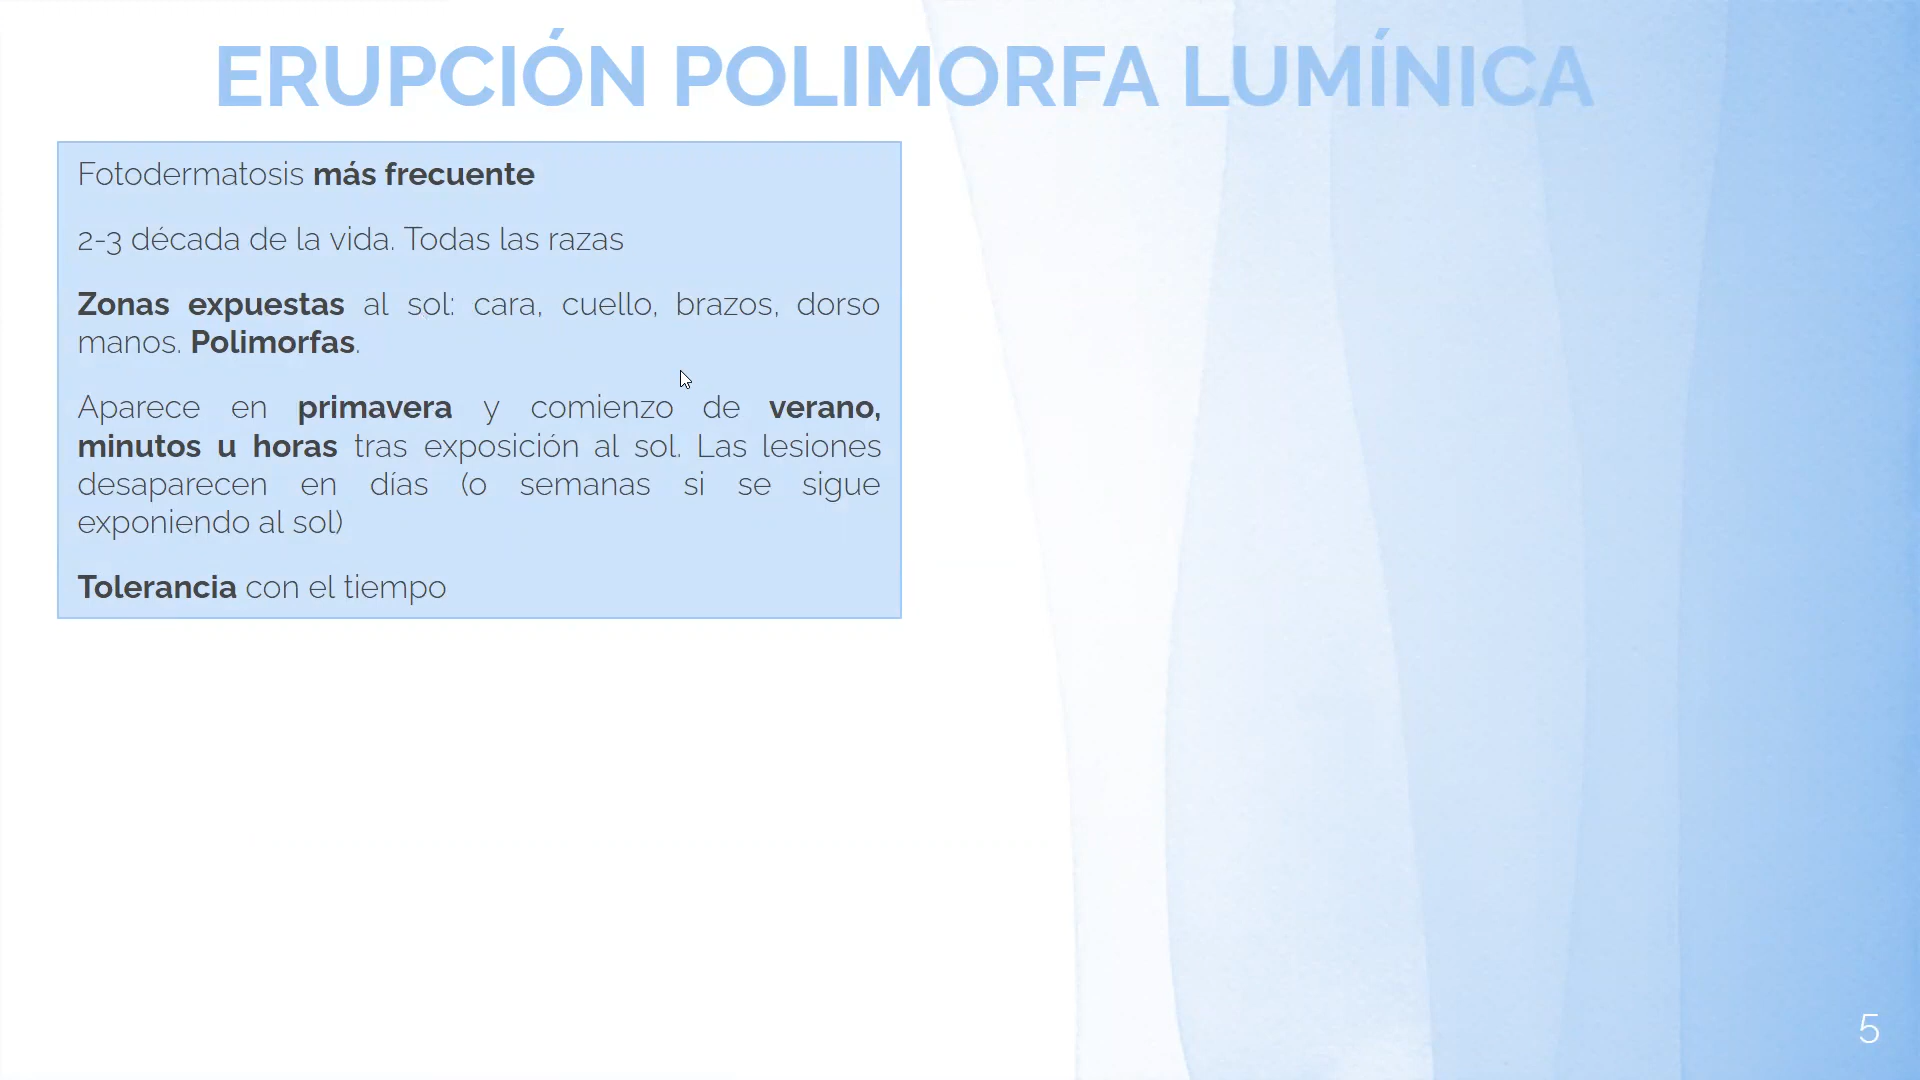 ERUPCIÓN POLIMORFA LUMÍNICA
Fotodermatosis más frecuente
2-3 década de la vida. Todas las razas
Zonas expuestas al sol: cara, cuello, brazos, dorso
manos. Polimorfas.
Aparece en primavera y comienzo de verano,
minutos u horas tras exposición al sol. Las lesiones
desaparecen en días (o semanas si se sigue
exponiendo al sol)
Tolerancia con el tiempo
5